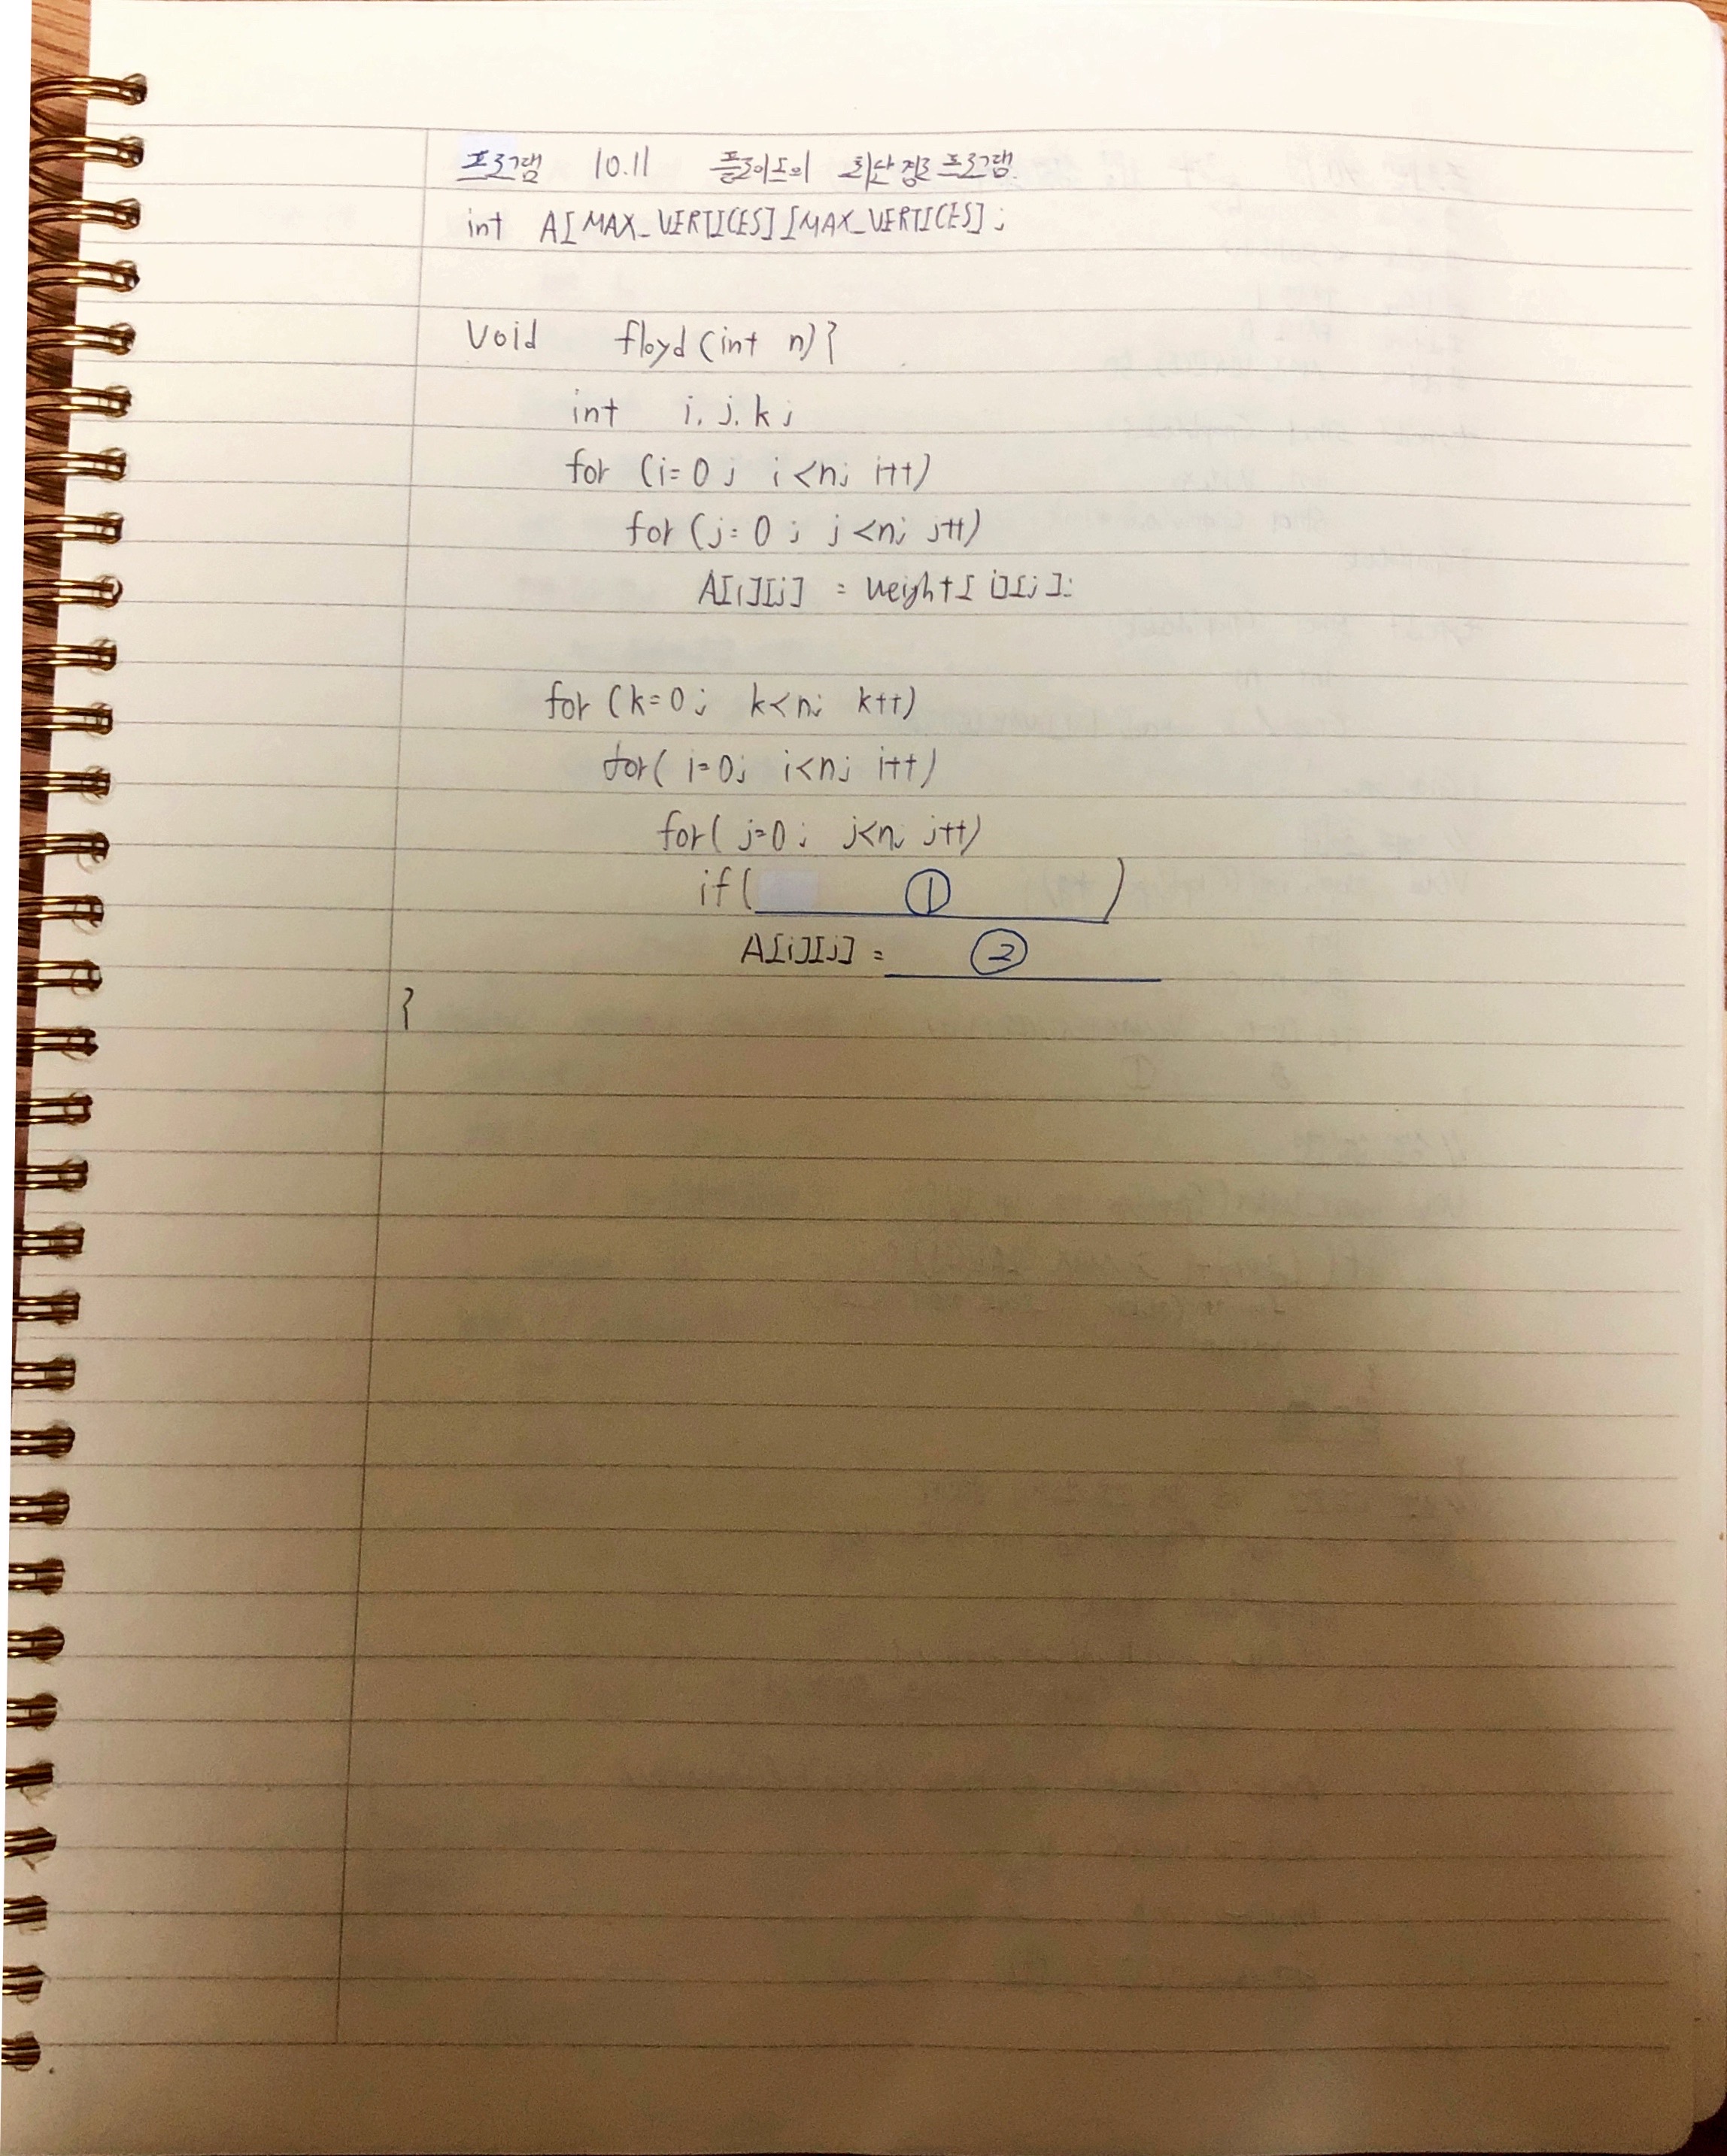 프로그램 10.11 플로이드의 최단 경로 프로그램.
int A[MAX_VERTICES][MAX_VERTICES];
void floyd(int n){
int i, j, k;
for (i=0; i<n; i++)
for (j=0; j<n; j++)
A[i][j] = weight[i][j];
for (k=0; k<n; k++)
for( i=0; i<n; i++)
for( j=0; j<n; j++)
if( ① )
A[i][j] = ②
}